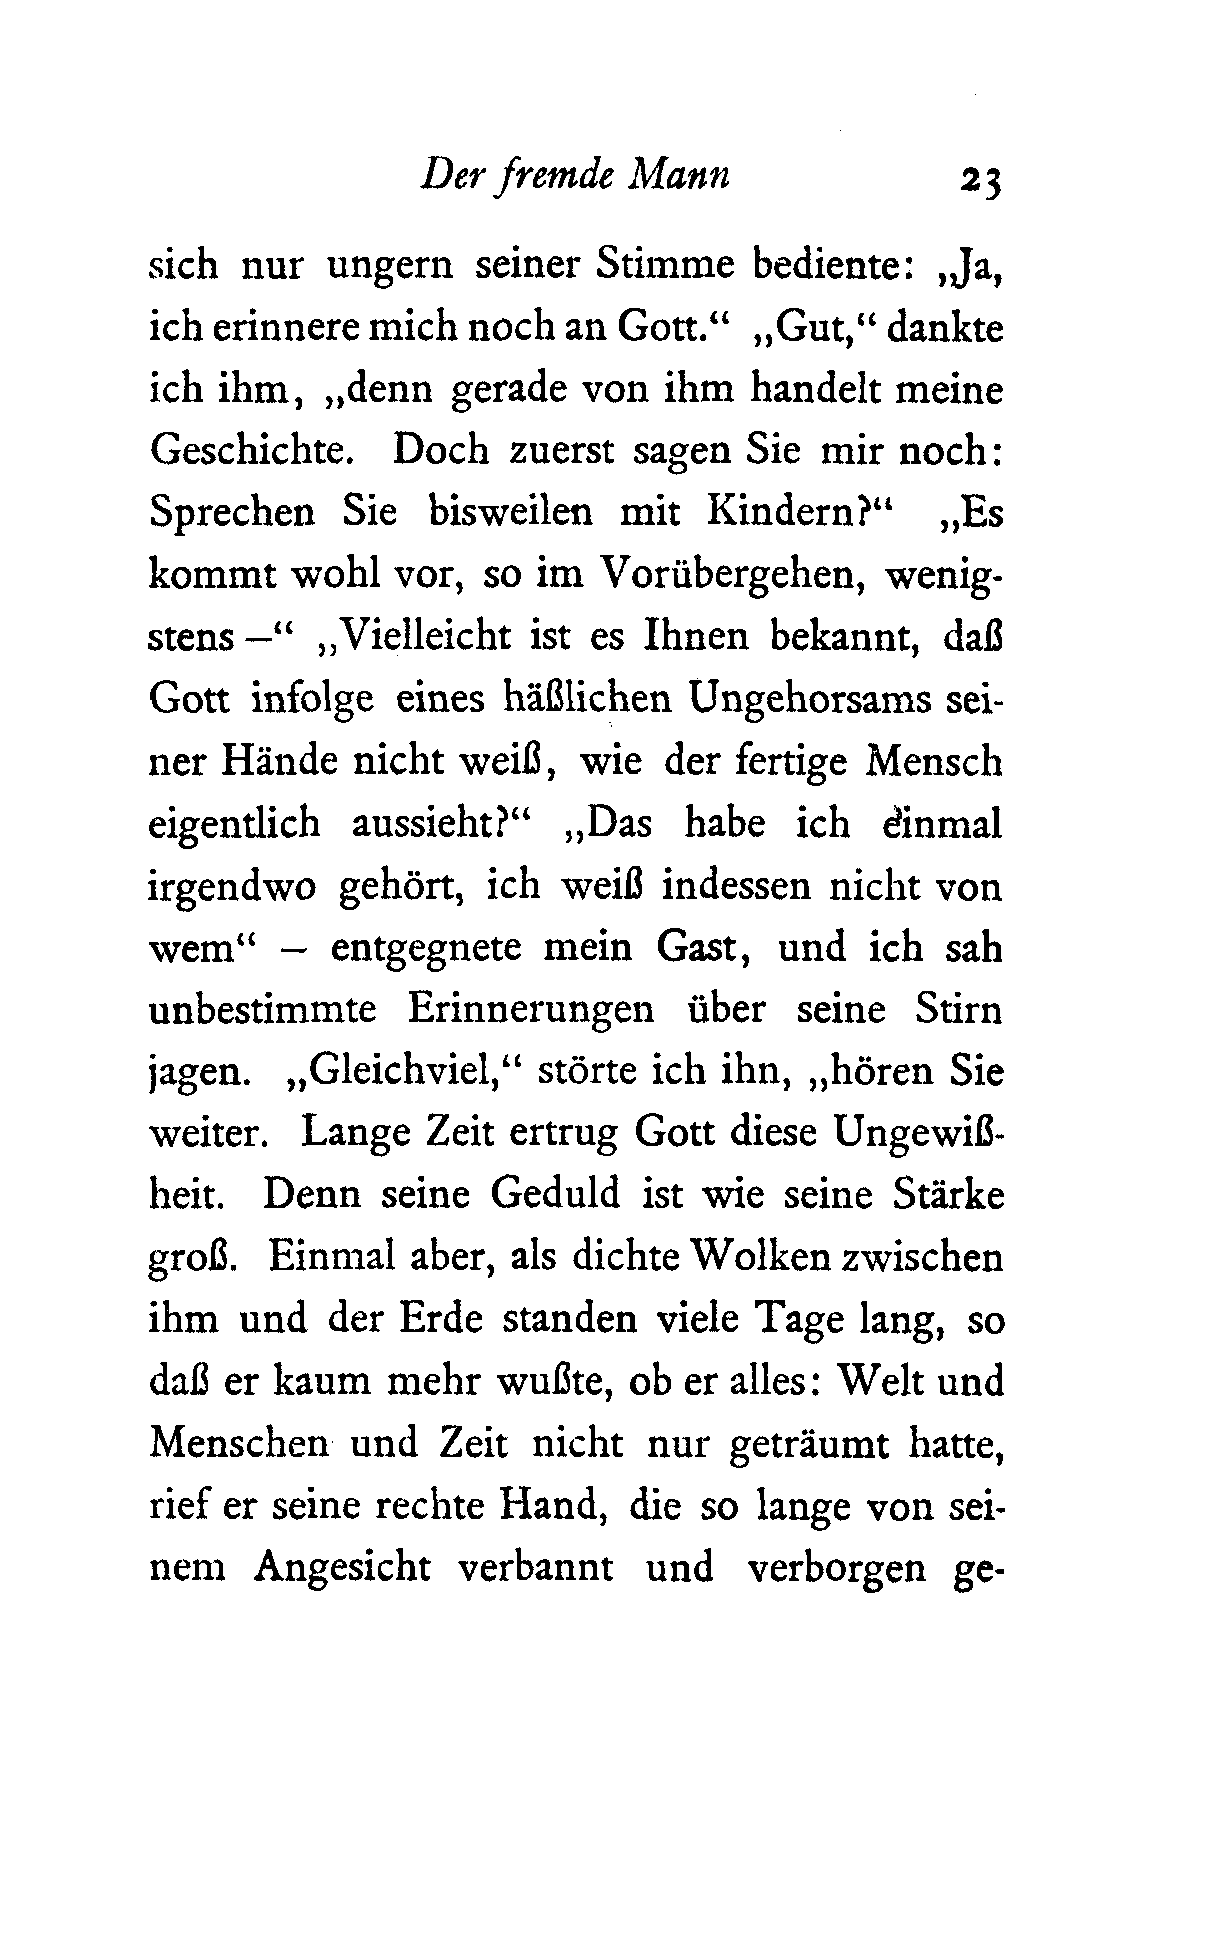 Der fremde Mann 23
sich nur ungern seiner Stimme bediente: „Ja,
ich erinnere mich noch an Gott.“ „Gut,“ dankte
ich ihm, „denn gerade von ihm handelt meine
Geschichte. Doch zuerst sagen Sie mir noch:
Sprechen Sie bisweilen mit Kindern?“ „Es
kommt wohl vor, so im Vorübergehen, wenig-
stens —“ „Vielleicht ist es Ihnen bekannt, daß
Gott infolge eines häßlichen Ungehorsams sei-
ner Hände nicht weiß, wie der fertige Mensch
eigentlich aussieht?“ „Das habe ich einmal
irgendwo gehört, ich weiß indessen nicht von
wem“ — entgegnete mein Gast, und ich sah
unbestimmte Erinnerungen über seine Stirn
jagen. „Gleichviel,“ störte ich ihn, „hören Sie
weiter. Lange Zeit ertrug Gott diese Ungewiß-
heit. Denn seine Geduld ist wie seine Stärke
groß. Einmal aber, als dichte Wolken zwischen
ihm und der Erde standen viele Tage lang, so
daß er kaum mehr wußte, ob er alles: Welt und
Menschen und Zeit nicht nur geträumt hatte,
rief er seine rechte Hand, die so lange von sei-
nem Angesicht verbannt und verborgen ge-